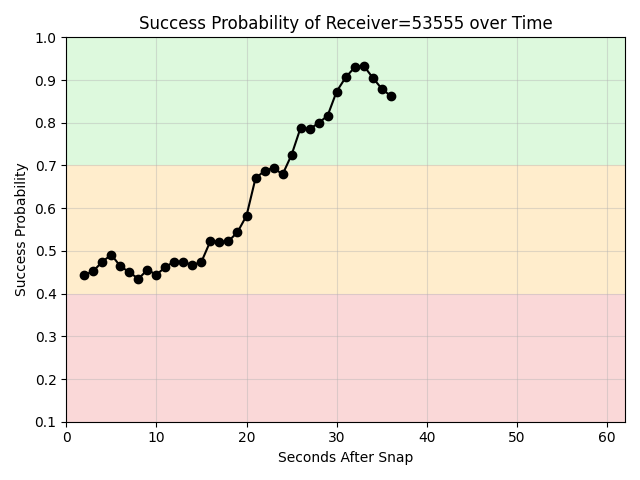 Success Probability of Receiver=53555 over Time
1.0
0.9
0.8
0.7
0.6
0.5
0.4
0.3
0.2
0.1
Success Probability
0 10 20 30 40 50 60
Seconds After Snap